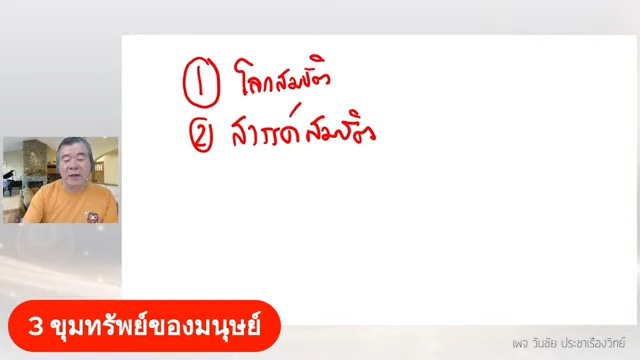 ① โลกสมบัติ
② สวรรค์สมบัติ
3 ขุมทรัพย์ของมนุษย์
เพจ วันชัย ประชาเรืองวิทย์